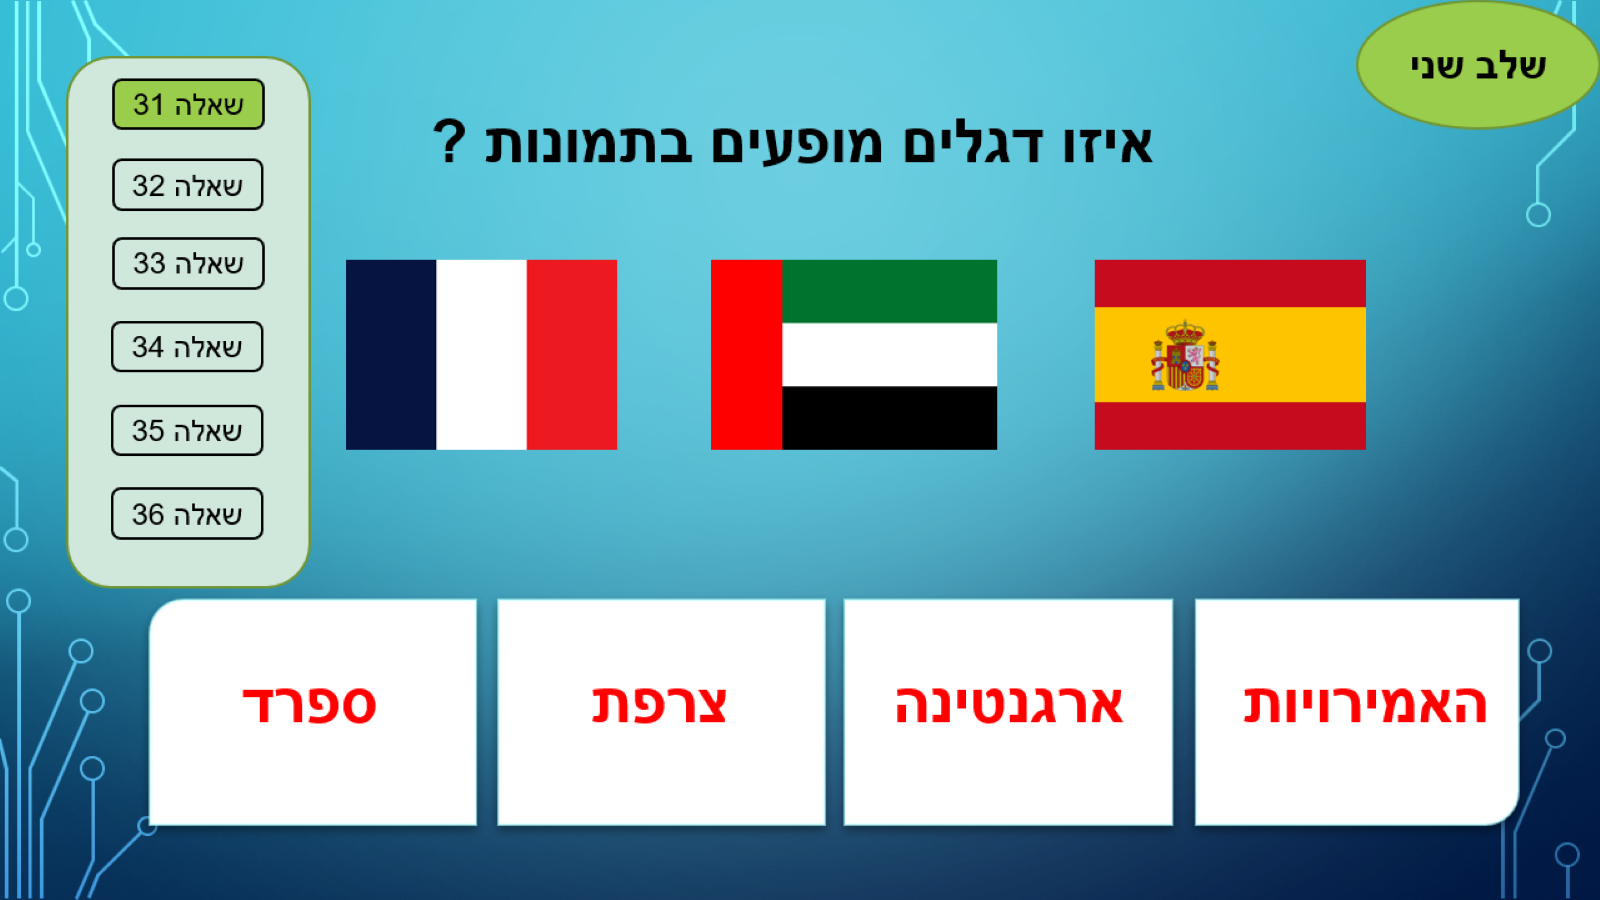 שלב שני
איזו דגלים מופעים בתמונות ?
שאלה 31
שאלה 32
שאלה 33
שאלה 34
שאלה 35
שאלה 36
האמירויות
ארגנטינה
צרפת
ספרד